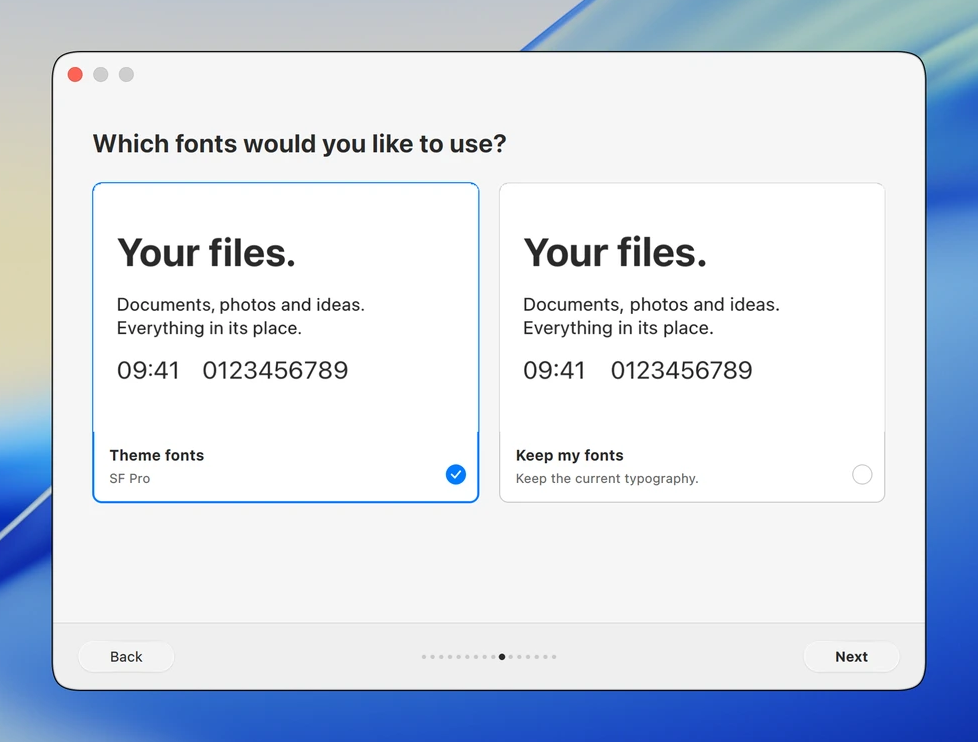 Which fonts would you like to use?
Your files.
Documents, photos and ideas.
Everything in its place.
09:41 0123456789
Theme fonts
SF Pro
Your files.
Documents, photos and ideas.
Everything in its place.
09:41 0123456789
Keep my fonts
Keep the current typography.
Back
Next